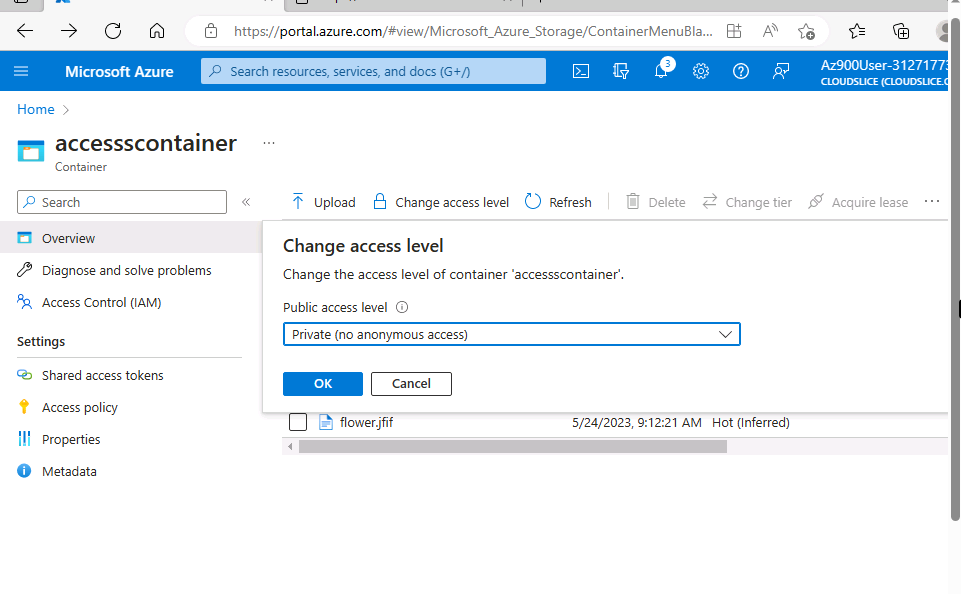 https://portal.azure.com/#view/Microsoft_Azure_Storage/ContainerMenuBla...
Microsoft Azure
Search resources, services, and docs (G+/)
3
Az900User-31271773
CLOUDSLICE (CLOUDSLICE.O
Home
accessscontainer
Container
Search
Upload
Change access level
Refresh
Delete
Change tier
Acquire lease
Overview
Diagnose and solve problems
Access Control (IAM)
Settings
Shared access tokens
Access policy
Properties
Metadata
Change access level
Change the access level of container 'accessscontainer'.
Public access level
Private (no anonymous access)
OK
Cancel
flower.jfif 5/24/2023, 9:12:21 AM Hot (Inferred)